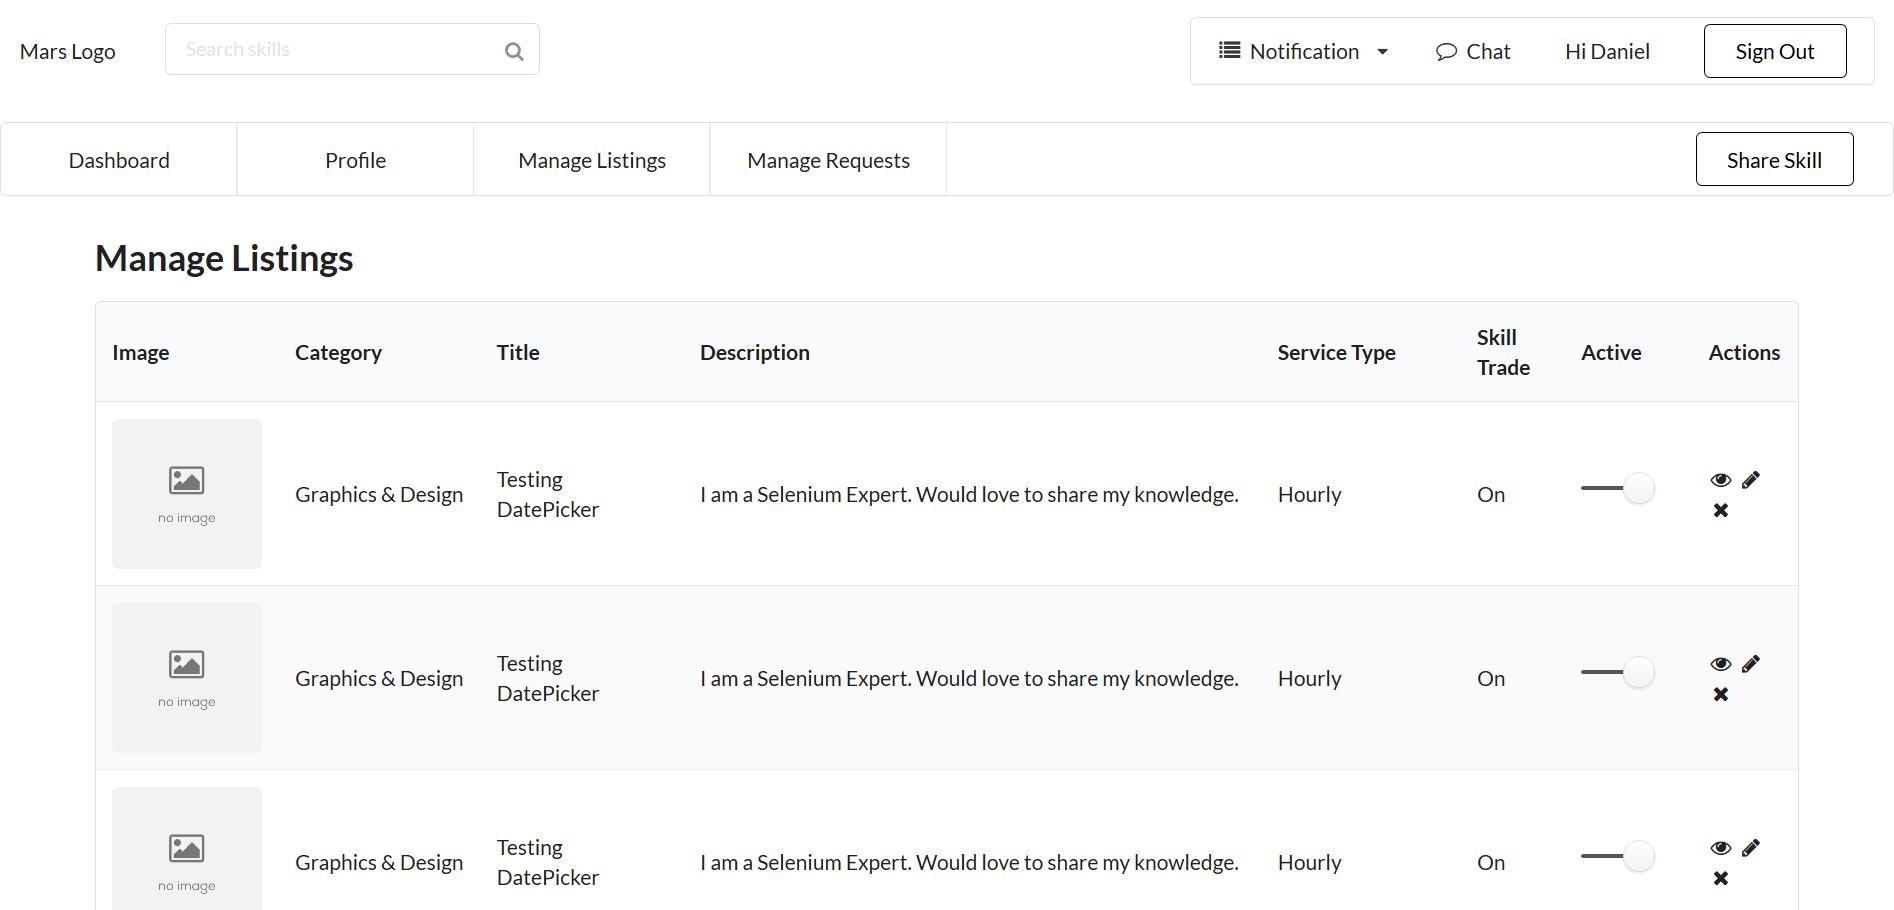 Mars Logo
Search skills
Notification
Chat
Hi Daniel
Sign Out
Dashboard
Profile
Manage Listings
Manage Requests
Share Skill
Manage Listings
Image
Category
Title
Description
Service Type
Skill
Trade
Active
Actions
no image
Graphics & Design
Testing
DatePicker
I am a Selenium Expert. Would love to share my knowledge.
Hourly
On
no image
Graphics & Design
Testing
DatePicker
I am a Selenium Expert. Would love to share my knowledge.
Hourly
On
no image
Graphics & Design
Testing
DatePicker
I am a Selenium Expert. Would love to share my knowledge.
Hourly
On